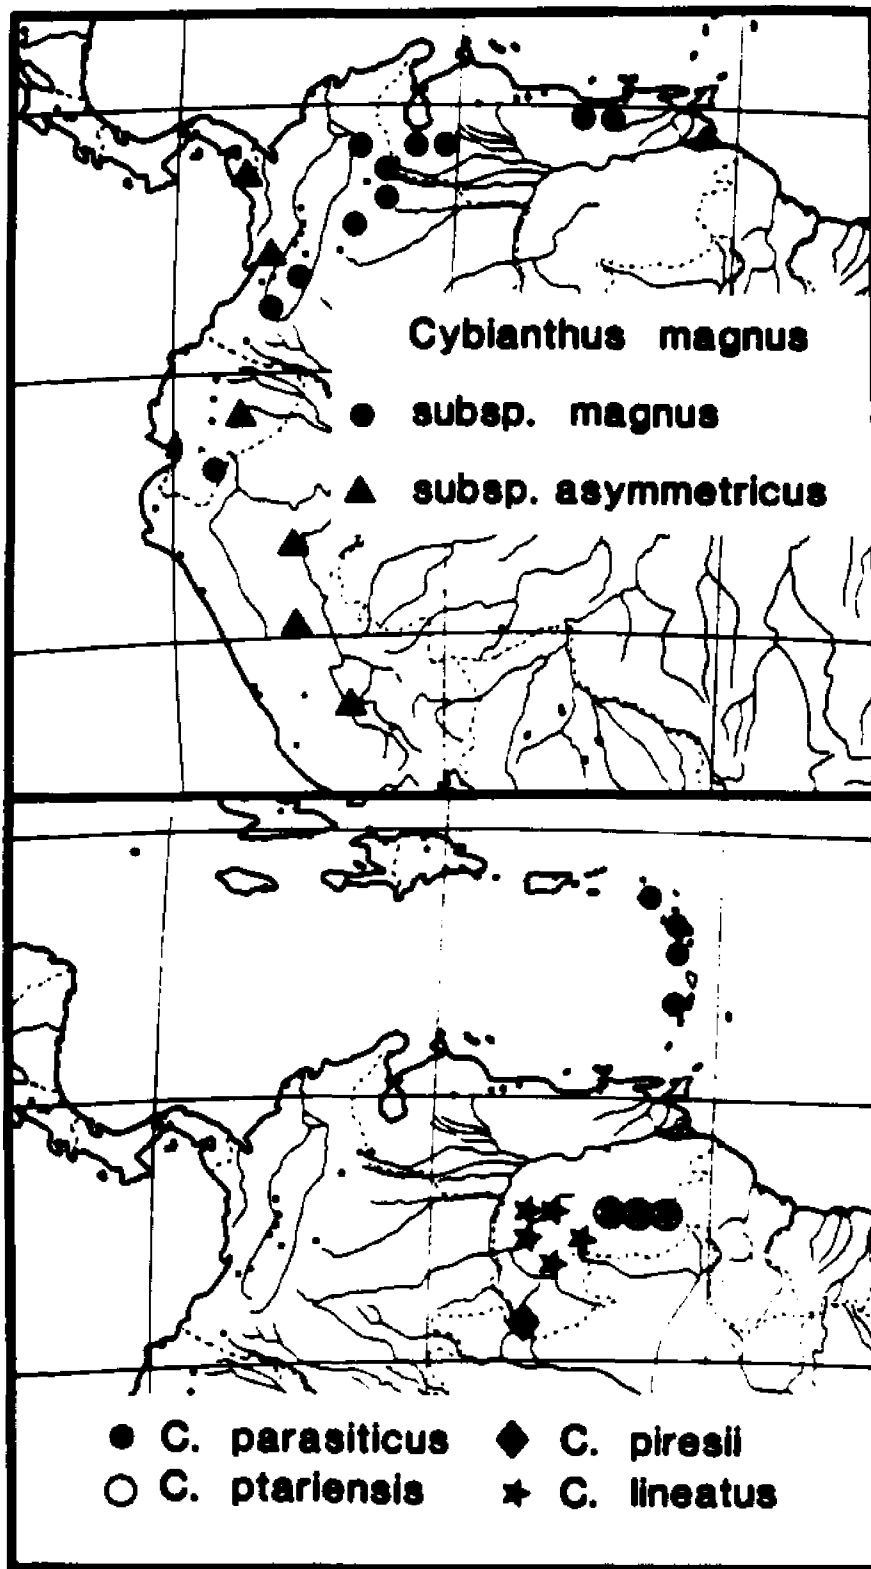 Cybianthus magnus
subsp. magnus
subsp. asymmetricus
C. parasiticus
C. piresii
C. ptariensis
C. lineatus